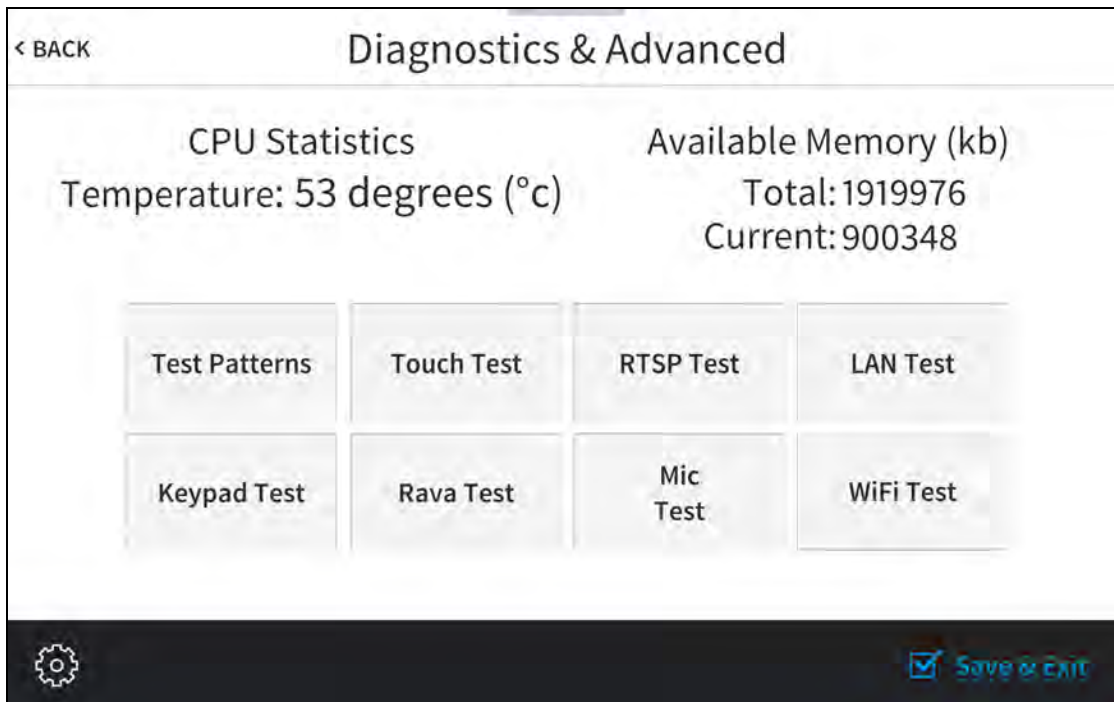 < BACK
Diagnostics & Advanced
CPU Statistics
Temperature: 53 degrees (°c)
Available Memory (kb)
Total: 1919976
Current: 900348
Test Patterns
Touch Test
RTSP Test
LAN Test
Keypad Test
Rava Test
Mic
Test
WiFi Test
Save & Exit